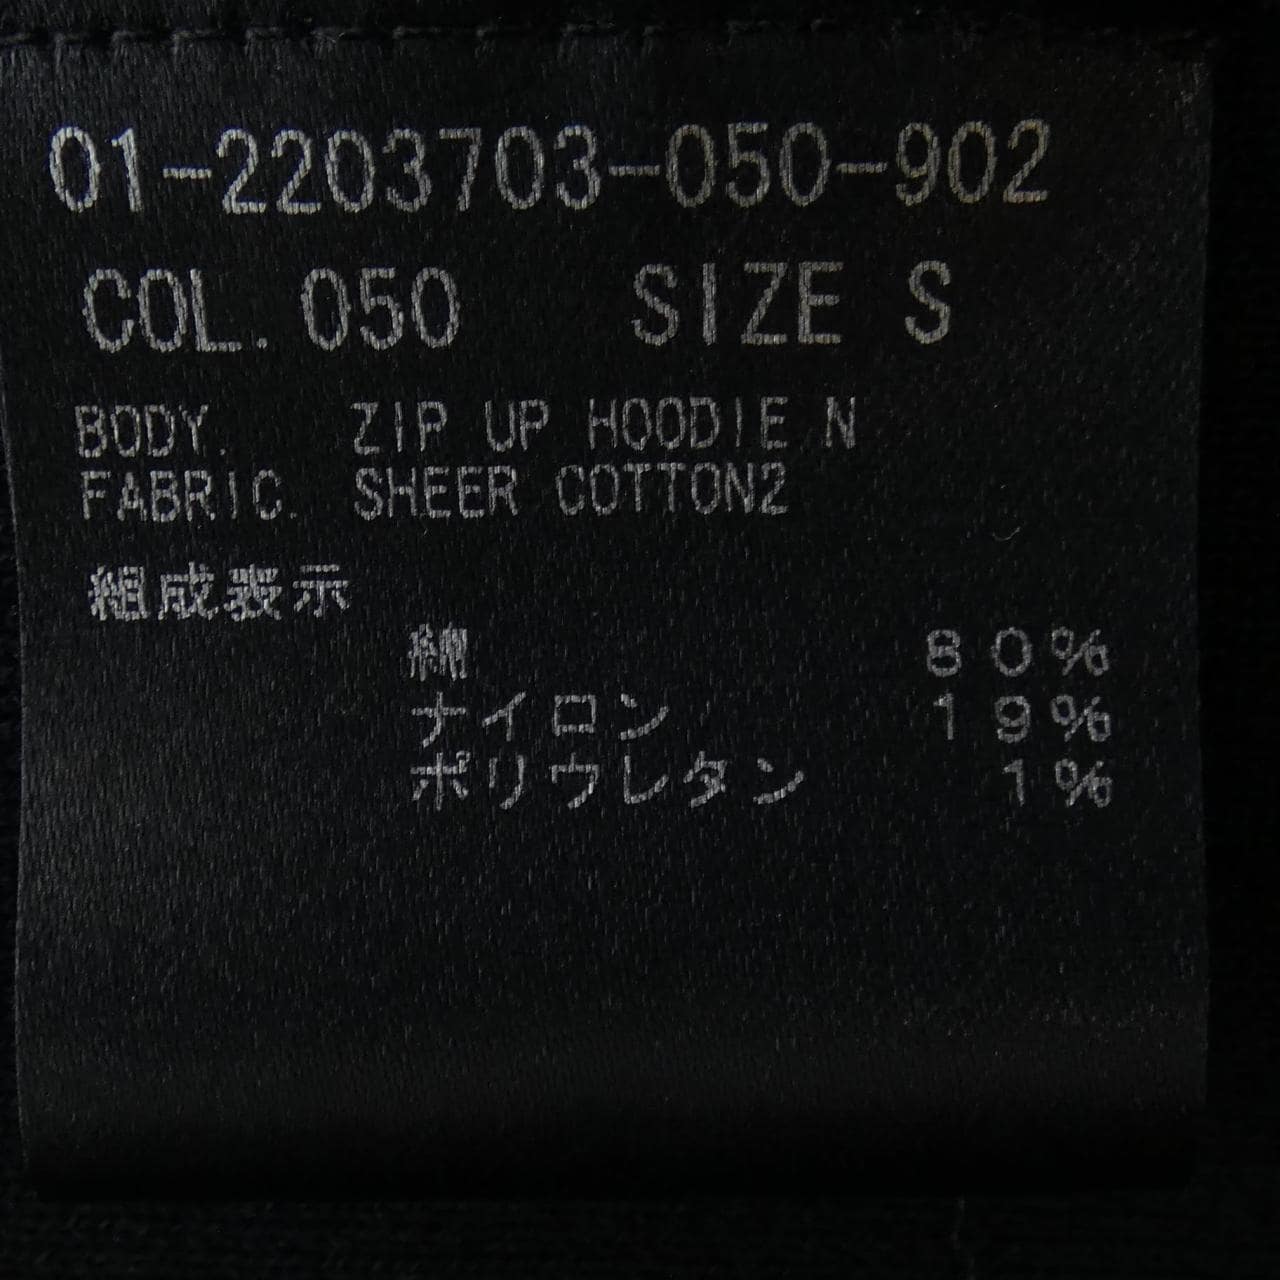 01-2203703-050-902
COL. 050 SIZE S
BODY. ZIP UP HOODIE N
FABRIC. SHEER COTTON2
組成表示
綿 80%
ナイロン 19%
ポリウレタン 1%